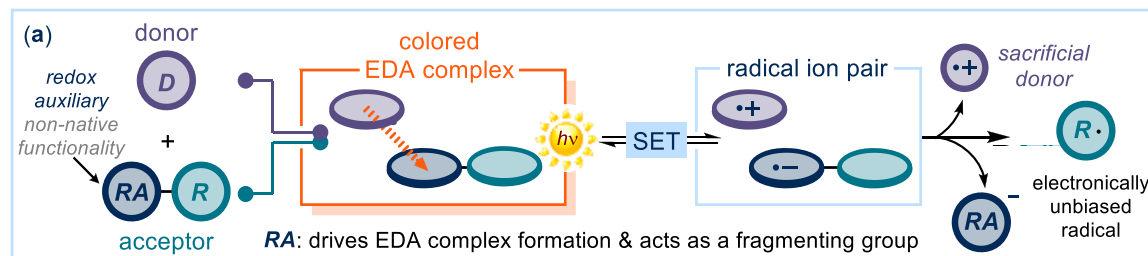 (a)
donor
D
redox
auxiliary
non-native
functionality
+
RA
R
acceptor
colored
EDA complex
hν
SET
radical ion pair
•+
•−
•+
sacrificial
donor
R•
RA −
electronically
unbiased
radical
RA: drives EDA complex formation & acts as a fragmenting group